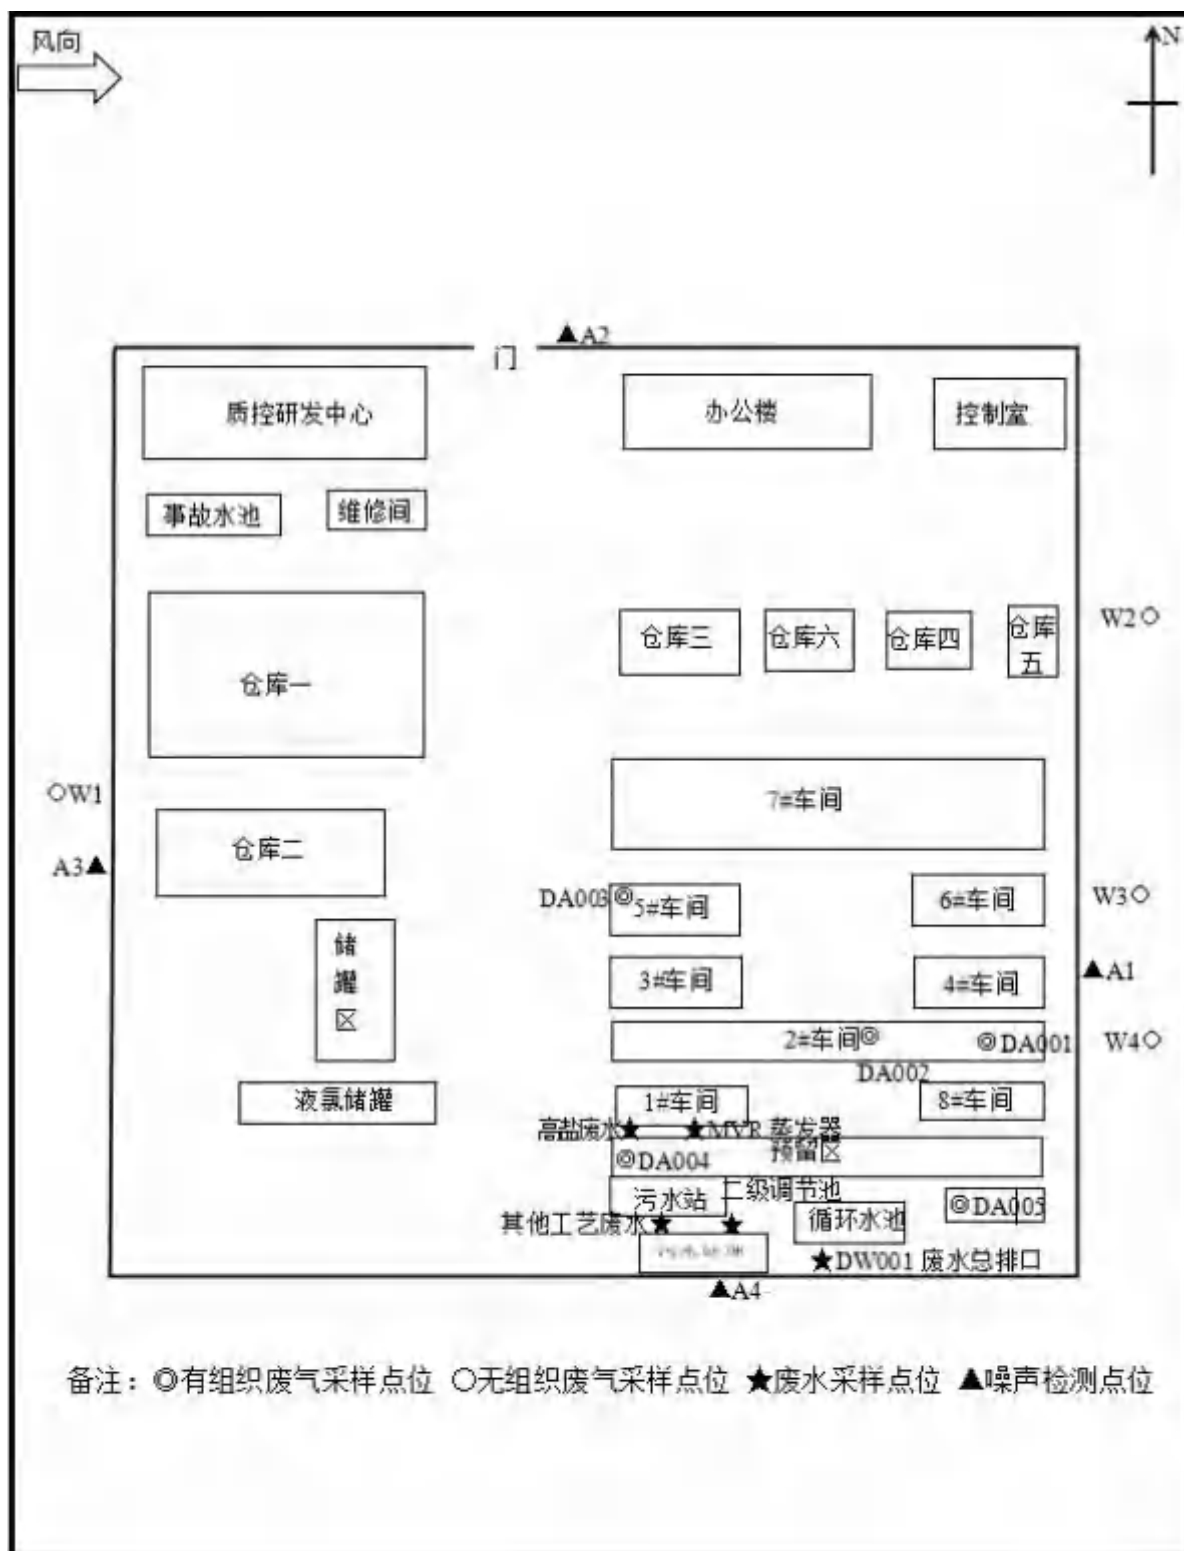 风向
N
▲A2
门
质控研发中心
办公楼
控制室
事故水池
维修间
仓库三
仓库六
仓库四
仓库
五
W2○
仓库一
7#车间
○W1
仓库二
A3▲
DA003◎
5#车间
6#车间
W3○
储
罐
区
3#车间
4#车间
▲A1
2#车间◎
◎DA001
W4○
DA002
液氯储罐
1#车间
8#车间
高盐废水★
★MVR 蒸发器
预留区
◎DA004
污水站
二级调节池
◎DA005
其他工艺废水★
★
循环水池
★DW001 废水总排口
▲A4
备注：◎有组织废气采样点位 ○无组织废气采样点位 ★废水采样点位 ▲噪声检测点位